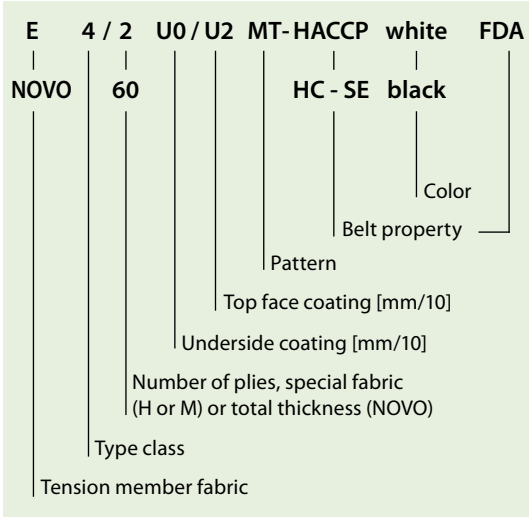 E 4 / 2 U0 / U2 MT- HACCP white FDA
NOVO 60 HC - SE black
Color
Belt property
Pattern
Top face coating [mm/10]
Underside coating [mm/10]
Number of plies, special fabric
(H or M) or total thickness (NOVO)
Type class
Tension member fabric